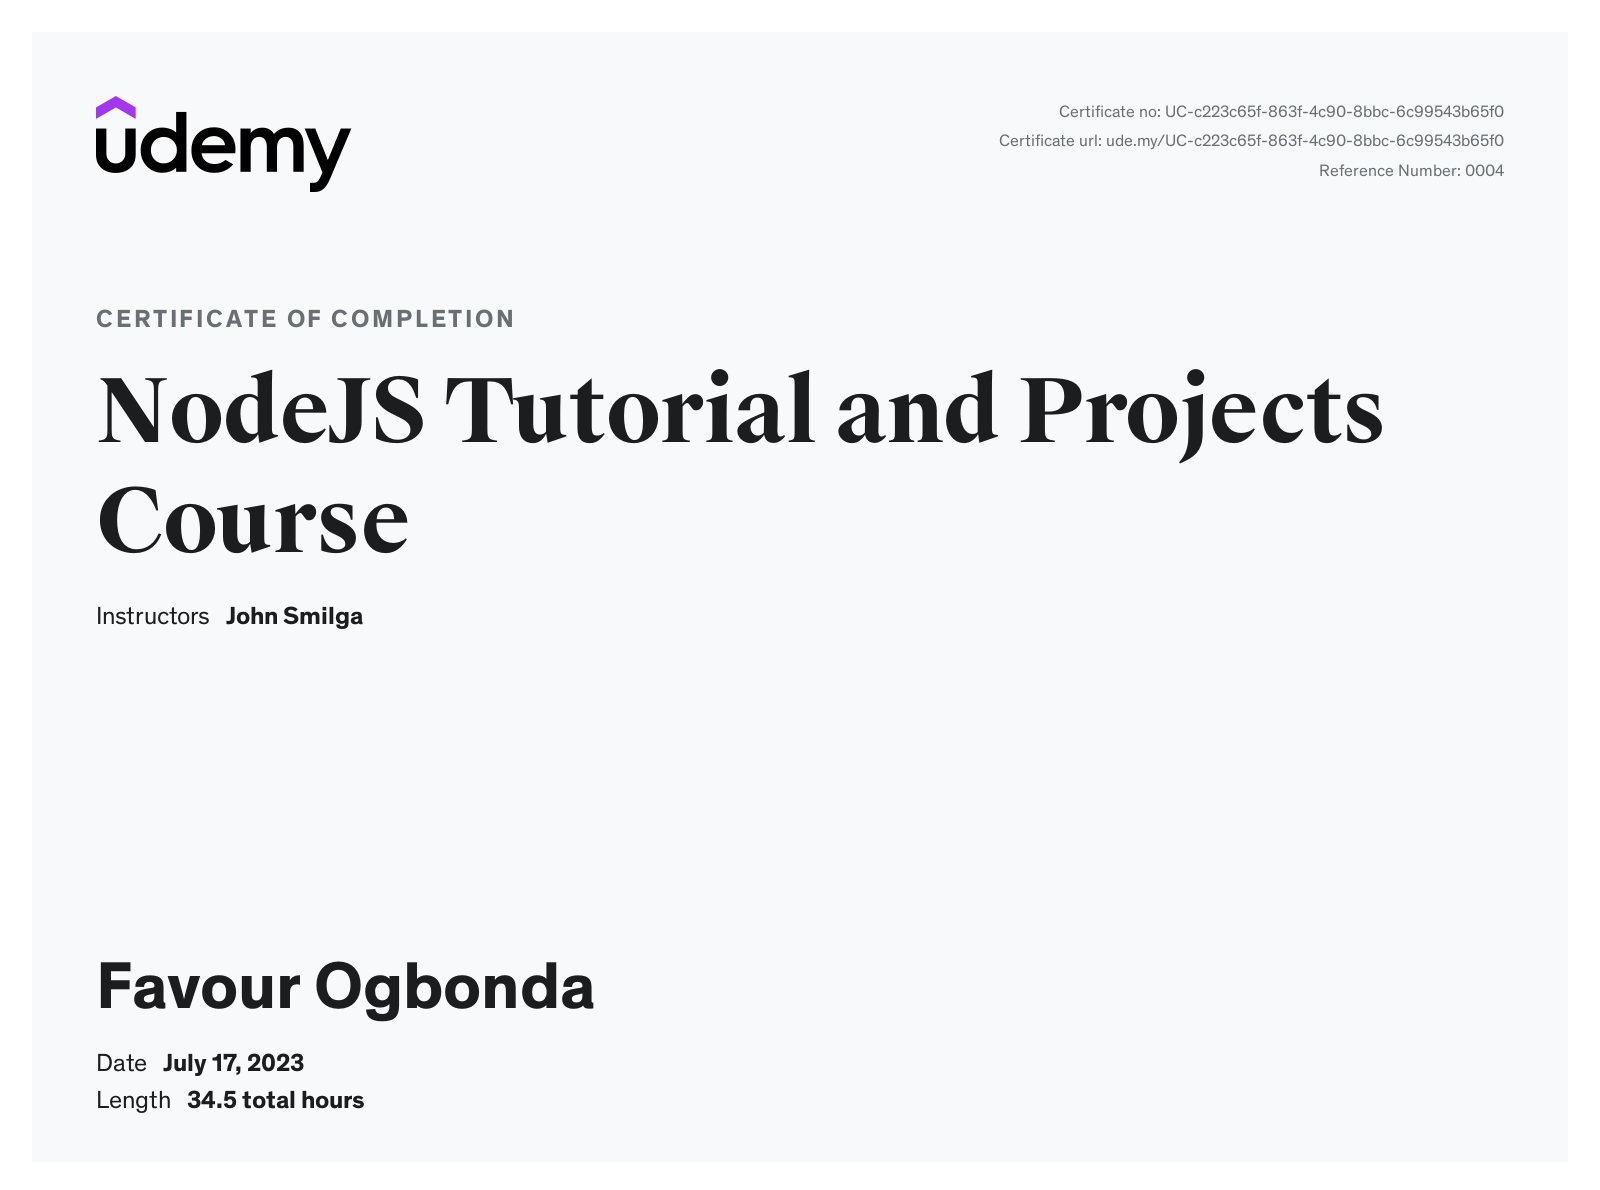 udemy
Certificate no: UC-c223c65f-863f-4c90-8bbc-6c99543b65f0
Certificate url: ude.my/UC-c223c65f-863f-4c90-8bbc-6c99543b65f0
Reference Number: 0004
CERTIFICATE OF COMPLETION
NodeJS Tutorial and Projects
Course
Instructors John Smilga
Favour Ogbonda
Date July 17, 2023
Length 34.5 total hours